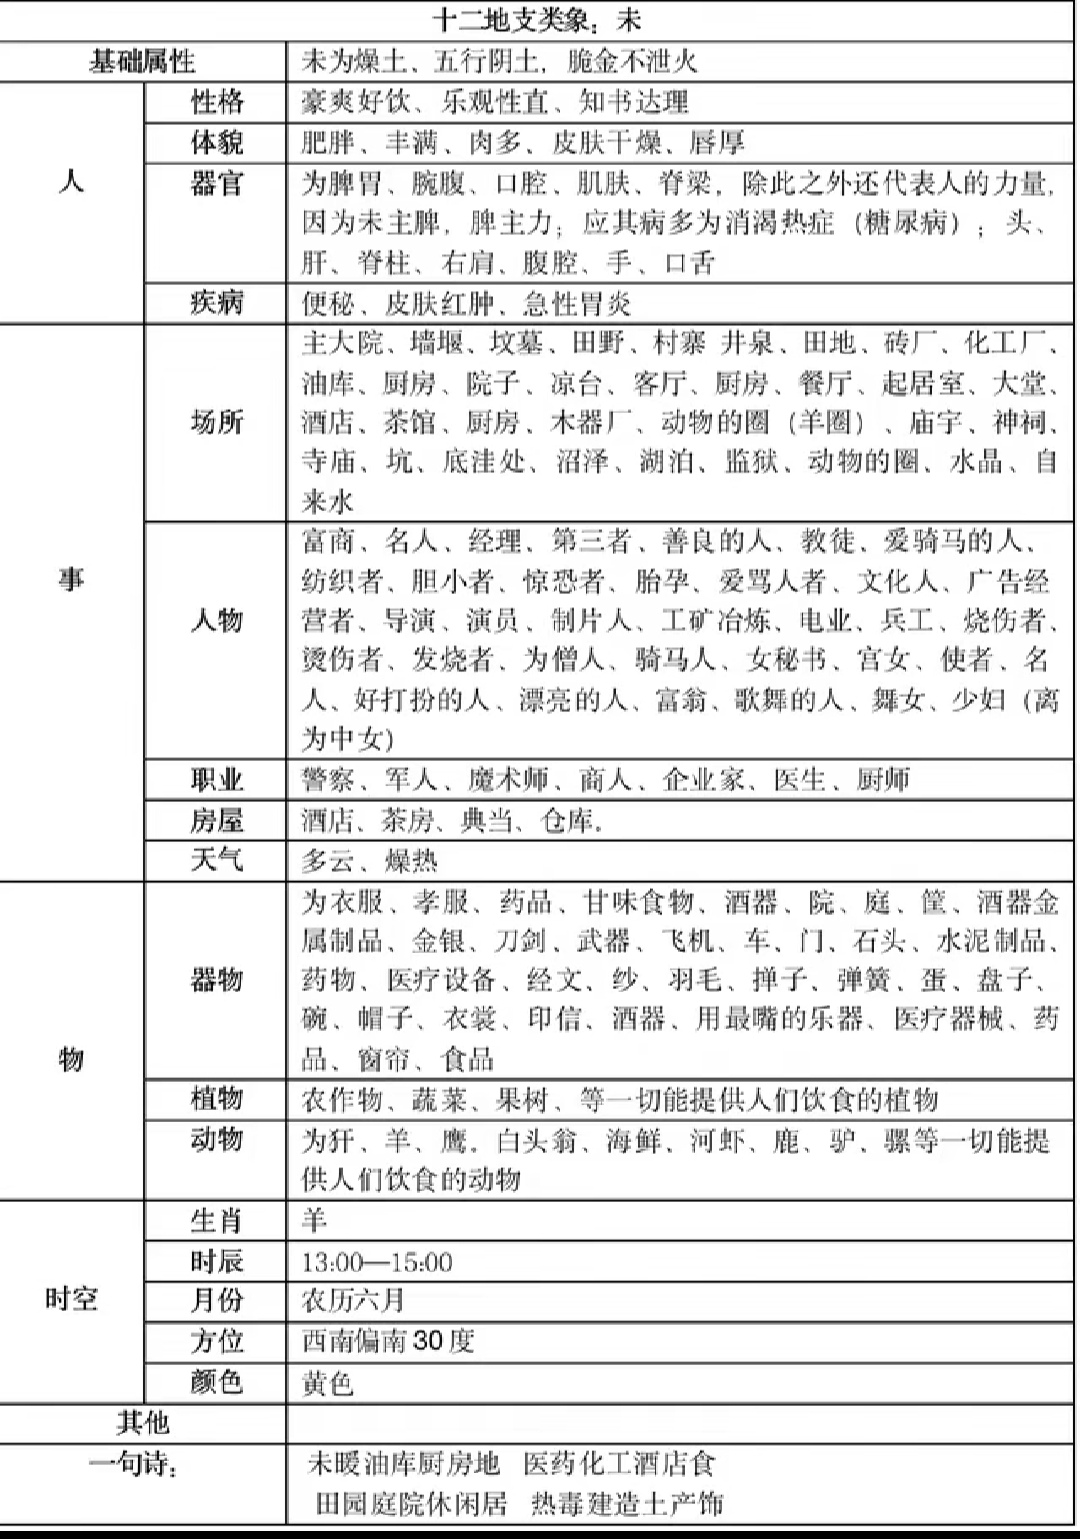 十二地支类象：未
基础属性 未为燥土、五行阴土，脆金不泄火
人
性格 豪爽好饮、乐观性直、知书达理
体貌 肥胖、丰满、肉多、皮肤干燥、唇厚
器官 为脾胃、腕腹、口腔、肌肤、脊梁，除此之外还代表人的力量，
因为未主脾，脾主力；应其病多为消渴热症（糖尿病）；头、
肝、脊柱、右肩、腹腔、手、口舌
疾病 便秘、皮肤红肿、急性胃炎
事
场所 主大院、墙堰、坟墓、田野、村寨 井泉、田地、砖厂、化工厂、
油库、厨房、院子、凉台、客厅、厨房、餐厅、起居室、大堂、
酒店、茶馆、厨房、木器厂、动物的圈（羊圈）、庙宇、神祠、
寺庙、坑、底洼处、沼泽、湖泊、监狱、动物的圈、水晶、自
来水
人物 富商、名人、经理、第三者、善良的人、教徒、爱骑马的人、
纺织者、胆小者、惊恐者、胎孕、爱骂人者、文化人、广告经
营者、导演、演员、制片人、工矿冶炼、电业、兵工、烧伤者、
烫伤者、发烧者、为僧人、骑马人、女秘书、宫女、使者、名
人、好打扮的人、漂亮的人、富翁、歌舞的人、舞女、少妇（离
为中女）
职业 警察、军人、魔术师、商人、企业家、医生、厨师
房屋 酒店、茶房、典当、仓库。
天气 多云、燥热
物
器物 为衣服、孝服、药品、甘味食物、酒器、院、庭、筐、酒器金
属制品、金银、刀剑、武器、飞机、车、门、石头、水泥制品、
药物、医疗设备、经文、纱、羽毛、掸子、弹簧、蛋、盘子、
碗、帽子、衣裳、印信、酒器、用最嘴的乐器、医疗器械、药
品、窗帘、食品
植物 农作物、蔬菜、果树、等一切能提供人们饮食的植物
动物 为犴、羊、鹰。白头翁、海鲜、河虾、鹿、驴、骡等一切能提
供人们饮食的动物
时空
生肖 羊
时辰 13:00—15:00
月份 农历六月
方位 西南偏南 30 度
颜色 黄色
其他
一句诗： 未暖油库厨房地 医药化工酒店食
田园庭院休闲居 热毒建造土产饰